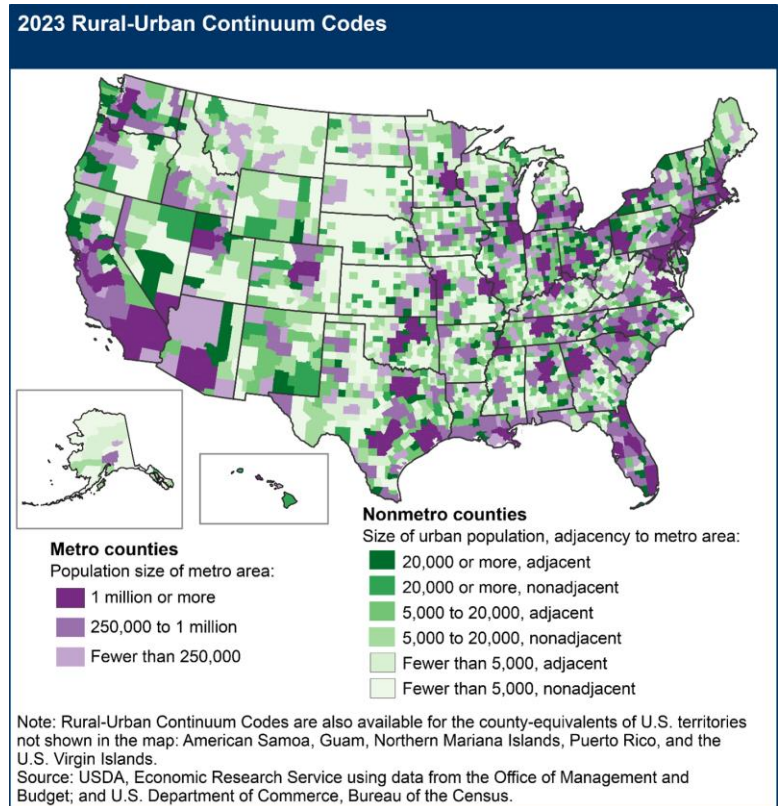 2023 Rural-Urban Continuum Codes
Metro counties
Population size of metro area:
1 million or more
250,000 to 1 million
Fewer than 250,000
Nonmetro counties
Size of urban population, adjacency to metro area:
20,000 or more, adjacent
20,000 or more, nonadjacent
5,000 to 20,000, adjacent
5,000 to 20,000, nonadjacent
Fewer than 5,000, adjacent
Fewer than 5,000, nonadjacent
Note: Rural-Urban Continuum Codes are also available for the county-equivalents of U.S. territories
not shown in the map: American Samoa, Guam, Northern Mariana Islands, Puerto Rico, and the
U.S. Virgin Islands.
Source: USDA, Economic Research Service using data from the Office of Management and
Budget; and U.S. Department of Commerce, Bureau of the Census.